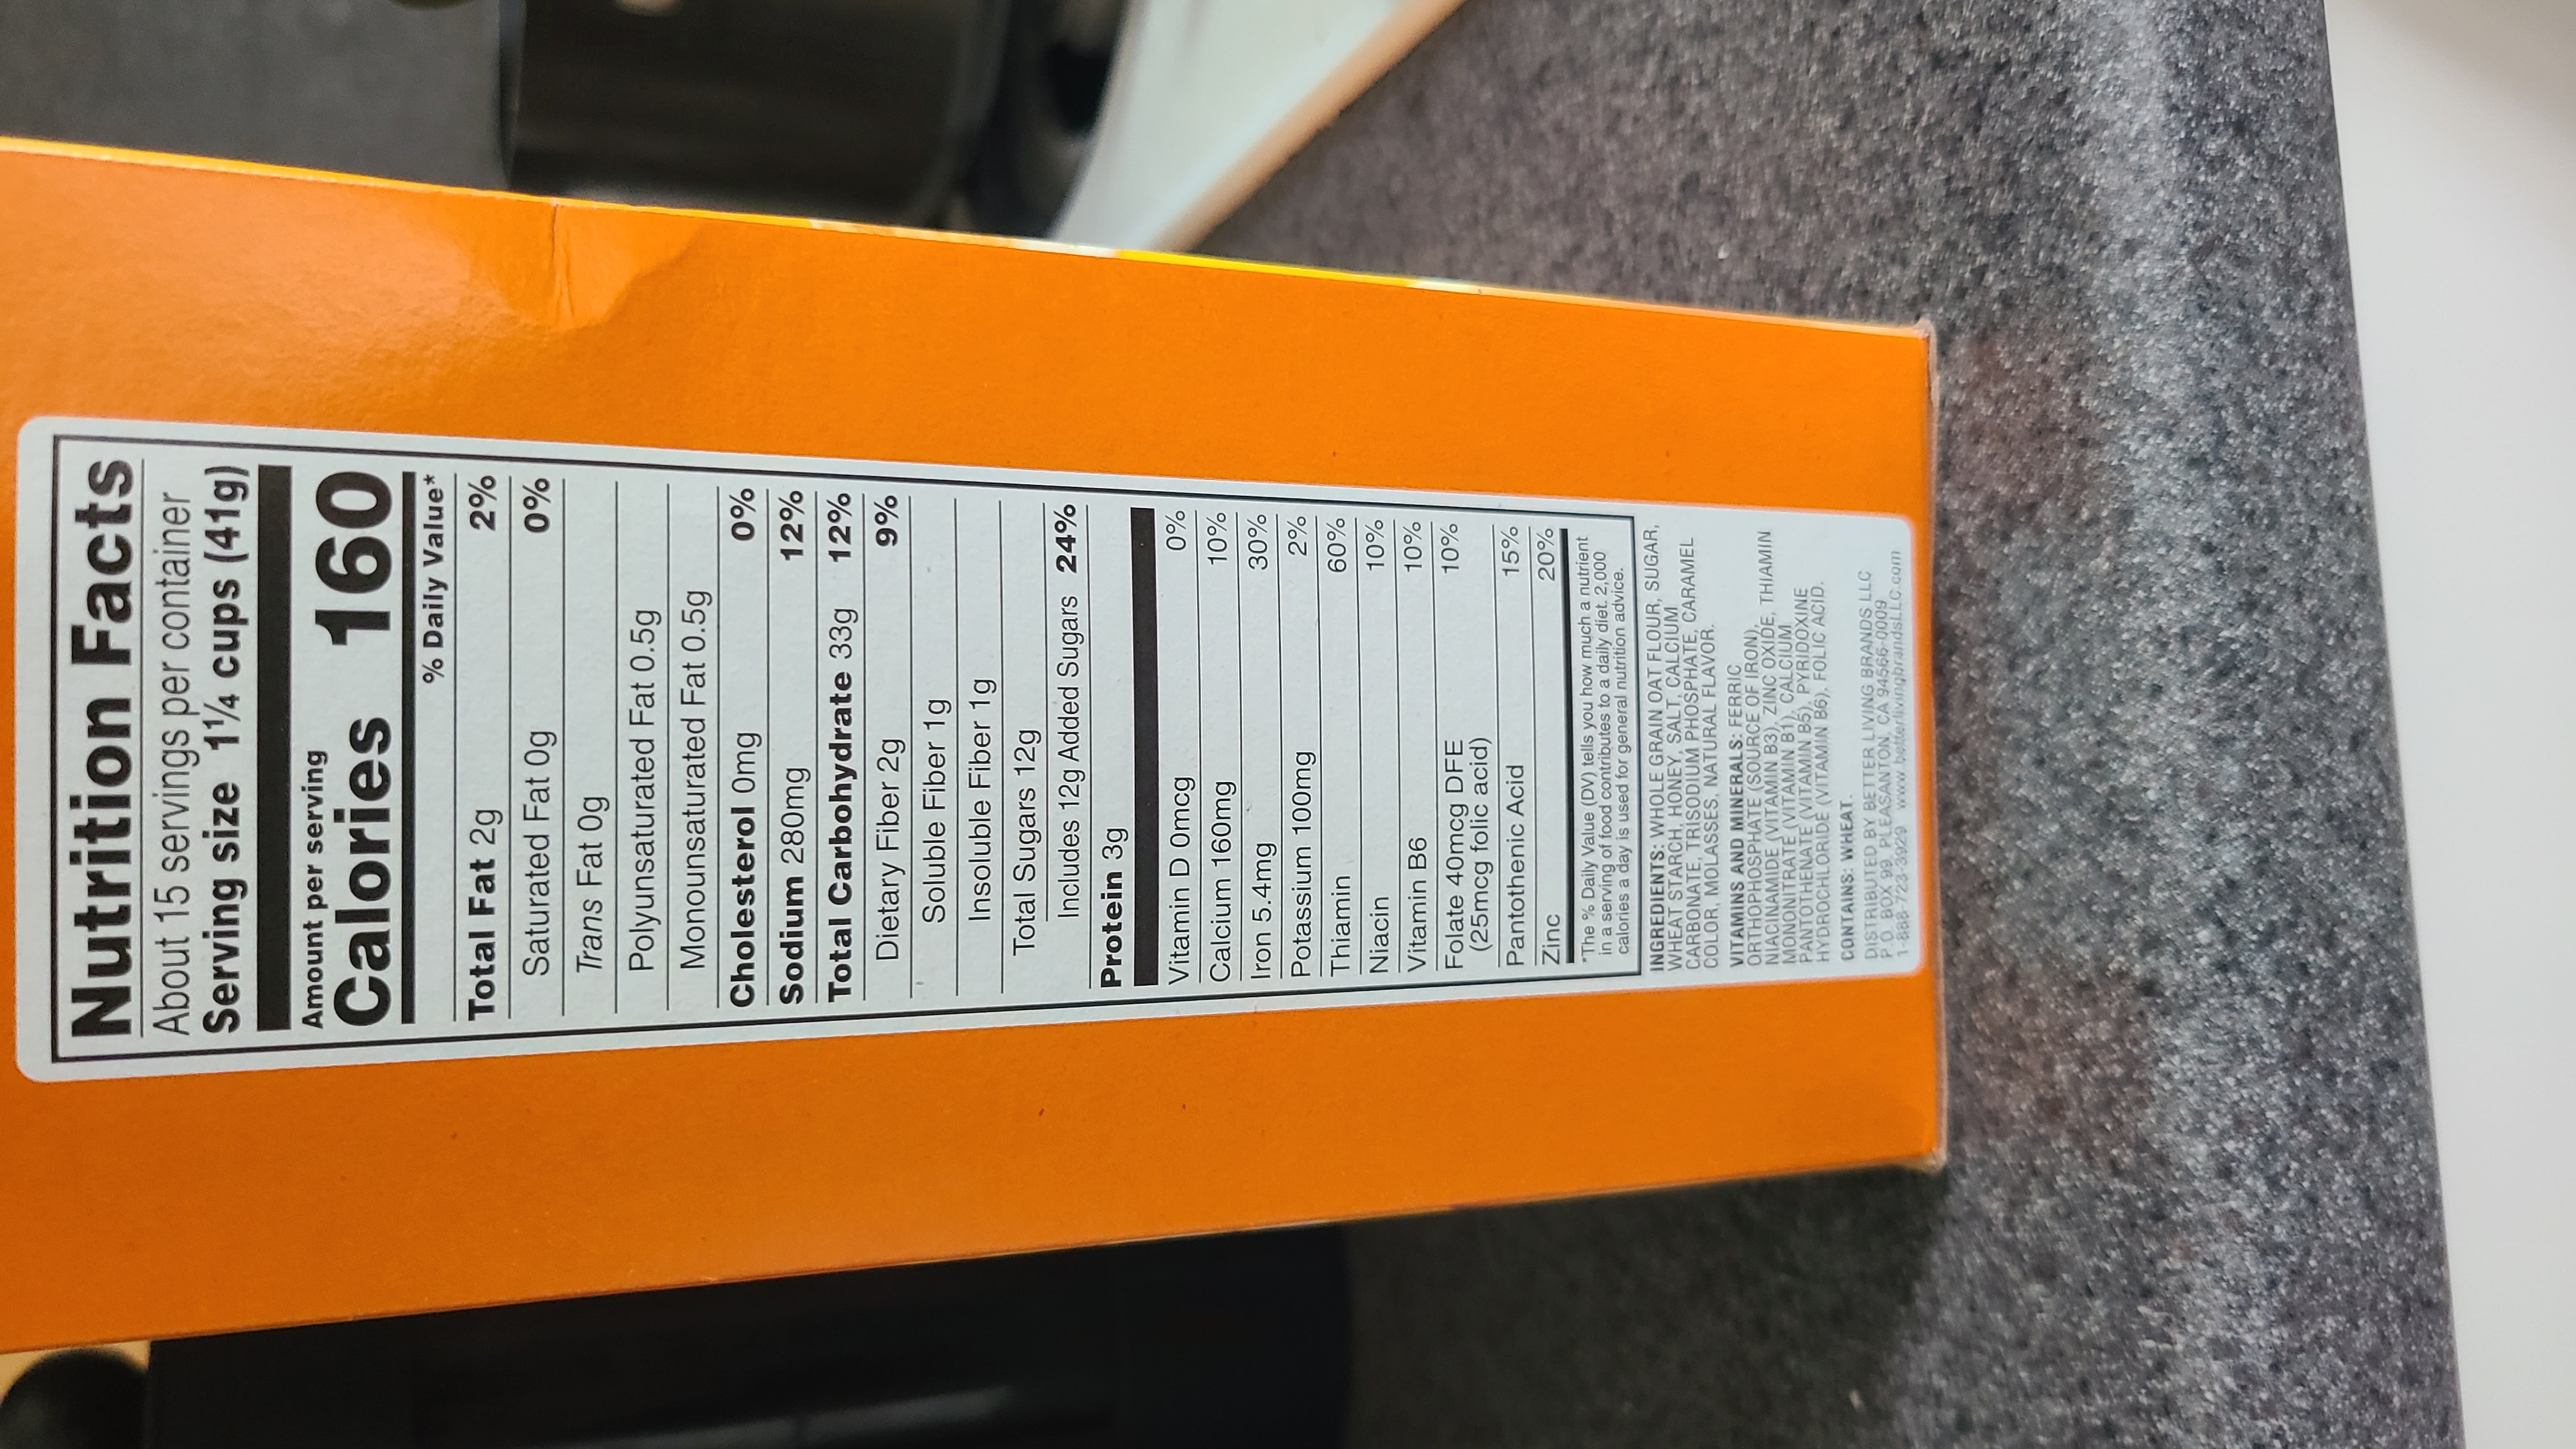 Nutrition Facts
About 15 servings per container
Serving size 1¼ cups (41g)
Amount per serving
Calories 160
% Daily Value*
Total Fat 2g 2%
Saturated Fat 0g 0%
Trans Fat 0g
Polyunsaturated Fat 0.5g
Monounsaturated Fat 0.5g
Cholesterol 0mg 0%
Sodium 280mg 12%
Total Carbohydrate 33g 12%
Dietary Fiber 2g 9%
Soluble Fiber 1g
Insoluble Fiber 1g
Total Sugars 12g
Includes 12g Added Sugars 24%
Protein 3g
Vitamin D 0mcg 0%
Calcium 160mg 10%
Iron 5.4mg 30%
Potassium 100mg 2%
Thiamin 60%
Niacin 10%
Vitamin B6 10%
Folate 40mcg DFE 10%
(25mcg folic acid)
Pantothenic Acid 15%
Zinc 20%
*The % Daily Value (DV) tells you how much a nutrient
in a serving of food contributes to a daily diet. 2,000
calories a day is used for general nutrition advice.
INGREDIENTS: WHOLE GRAIN OAT FLOUR, SUGAR,
WHEAT STARCH, HONEY, SALT, CALCIUM
CARBONATE, TRISODIUM PHOSPHATE, CARAMEL
COLOR, MOLASSES, NATURAL FLAVOR.
VITAMINS AND MINERALS: FERRIC
ORTHOPHOSPHATE (SOURCE OF IRON),
NIACINAMIDE (VITAMIN B3), ZINC OXIDE, THIAMIN
MONONITRATE (VITAMIN B1), CALCIUM
PANTOTHENATE (VITAMIN B5), PYRIDOXINE
HYDROCHLORIDE (VITAMIN B6), FOLIC ACID.
CONTAINS: WHEAT.
DISTRIBUTED BY BETTER LIVING BRANDS LLC
P.O. BOX 99, PLEASANTON, CA 94566-0009
1-888-723-3929 www.betterlivingbrandsLLC.com